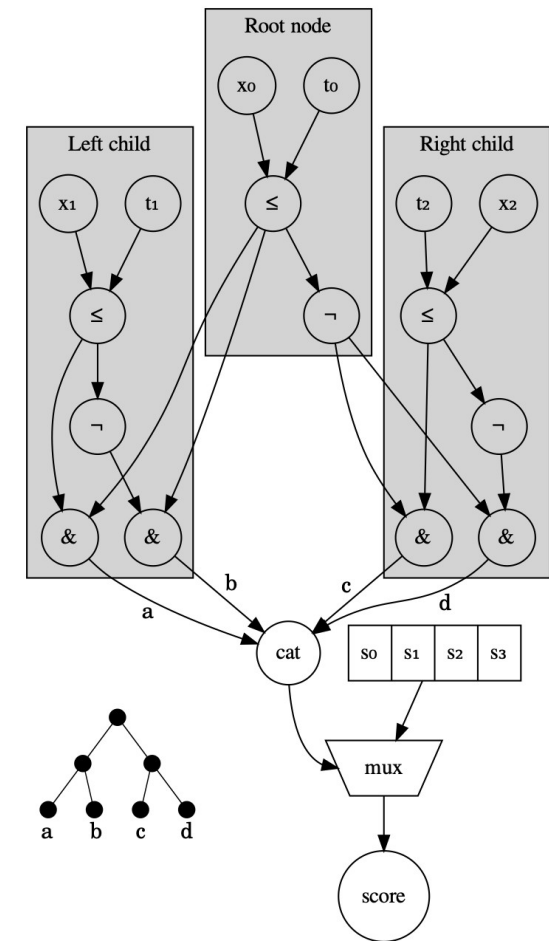 Root node
x₀ t₀
≤
¬
Left child
x₁ t₁
≤
¬
& &
Right child
t₂ x₂
≤
¬
& &
a b c d
cat
s₀ s₁ s₂ s₃
mux
score
a b c d